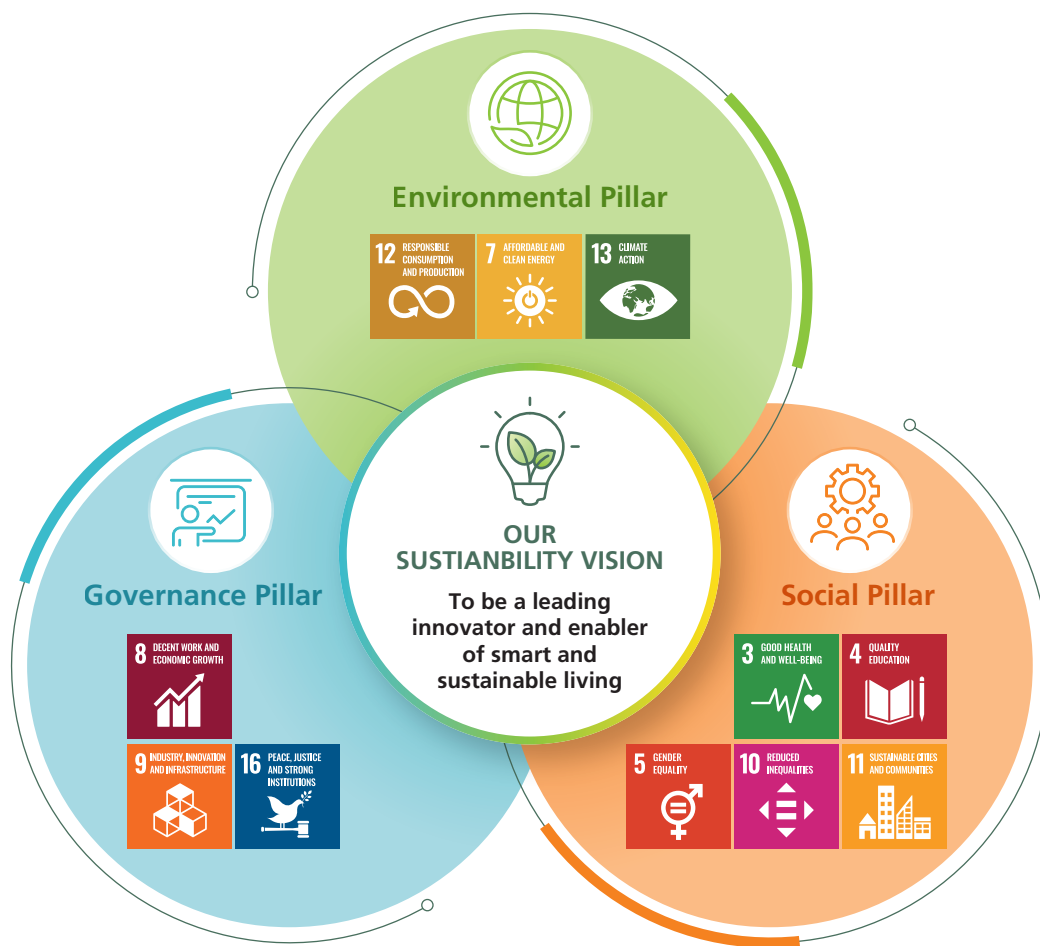 Environmental Pillar
12 RESPONSIBLE
CONSUMPTION
AND PRODUCTION
7 AFFORDABLE AND
CLEAN ENERGY
13 CLIMATE
ACTION
OUR
SUSTIANBILITY VISION
To be a leading
innovator and enabler
of smart and
sustainable living
Governance Pillar
8 DECENT WORK AND
ECONOMIC GROWTH
9 INDUSTRY, INNOVATION
AND INFRASTRUCTURE
16 PEACE, JUSTICE
AND STRONG
INSTITUTIONS
Social Pillar
3 GOOD HEALTH
AND WELL-BEING
4 QUALITY
EDUCATION
5 GENDER
EQUALITY
10 REDUCED
INEQUALITIES
11 SUSTAINABLE CITIES
AND COMMUNITIES